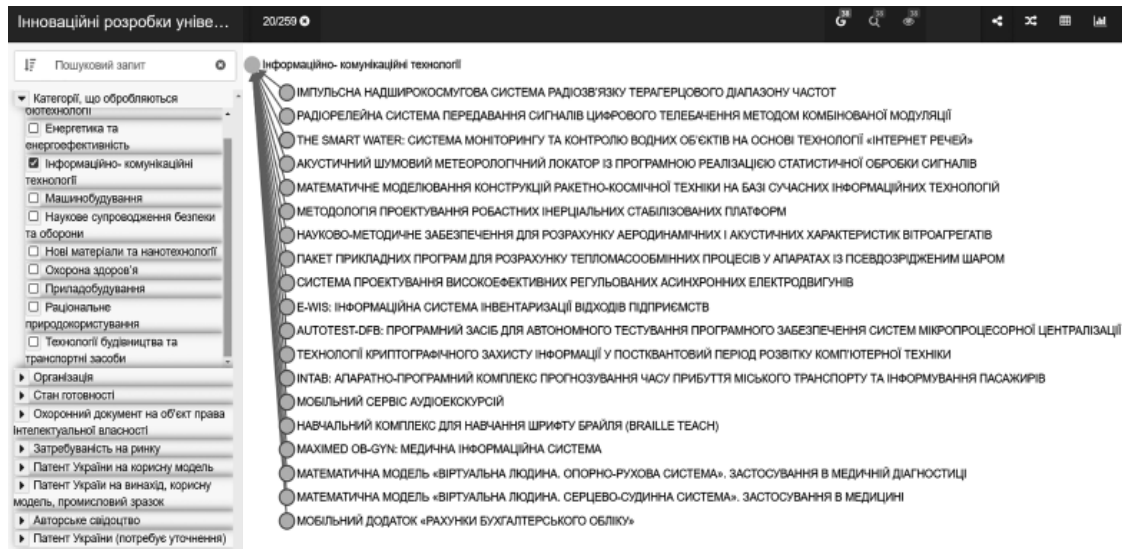 Інноваційні розробки уніве...
20/259
38
38
38
Пошуковий запит
Категорії, що обробляються
біотехнології
Енергетика та
енергоефективність
Інформаційно- комунікаційні
технології
Машинобудування
Наукове супроводження безпеки
та оборони
Нові матеріали та нанотехнології
Охорона здоров'я
Приладобудування
Раціональне
природокористування
Технології будівництва та
транспортні засоби
Організація
Стан готовності
Охоронний документ на об'єкт права
інтелектуальної власності
Затребуваність на ринку
Патент України на корисну модель
Патент Украіи на винахід, корисну
модель, промисловий зразок
Авторське свідоцтво
Патент України (потребує уточнення)
Інформаційно- комунікаційні технології
ІМПУЛЬСНА НАДШИРОКОСМУГОВА СИСТЕМА РАДІОЗВ'ЯЗКУ ТЕРАГЕРЦОВОГО ДІАПАЗОНУ ЧАСТОТ
РАДІОРЕЛЕЙНА СИСТЕМА ПЕРЕДАВАННЯ СИГНАЛІВ ЦИФРОВОГО ТЕЛЕБАЧЕННЯ МЕТОДОМ КОМБІНОВАНОЇ МОДУЛЯЦІЇ
THE SMART WATER: СИСТЕМА МОНІТОРИНГУ ТА КОНТРОЛЮ ВОДНИХ ОБ'ЄКТІВ НА ОСНОВІ ТЕХНОЛОГІЇ «ІНТЕРНЕТ РЕЧЕЙ»
АКУСТИЧНИЙ ШУМОВИЙ МЕТЕОРОЛОГІЧНИЙ ЛОКАТОР ІЗ ПРОГРАМНОЮ РЕАЛІЗАЦІЄЮ СТАТИСТИЧНОЇ ОБРОБКИ СИГНАЛІВ
МАТЕМАТИЧНЕ МОДЕЛЮВАННЯ КОНСТРУКЦІЙ РАКЕТНО-КОСМІЧНОЇ ТЕХНІКИ НА БАЗІ СУЧАСНИХ ІНФОРМАЦІЙНИХ ТЕХНОЛОГІЙ
МЕТОДОЛОГІЯ ПРОЕКТУВАННЯ РОБАСТНИХ ІНЕРЦІАЛЬНИХ СТАБІЛІЗОВАНИХ ПЛАТФОРМ
НАУКОВО-МЕТОДИЧНЕ ЗАБЕЗПЕЧЕННЯ ДЛЯ РОЗРАХУНКУ АЕРОДИНАМІЧНИХ І АКУСТИЧНИХ ХАРАКТЕРИСТИК ВІТРОАГРЕГАТІВ
ПАКЕТ ПРИКЛАДНИХ ПРОГРАМ ДЛЯ РОЗРАХУНКУ ТЕПЛОМАСООБМІННИХ ПРОЦЕСІВ У АПАРАТАХ ІЗ ПСЕВДОЗРІДЖЕНИМ ШАРОМ
СИСТЕМА ПРОЕКТУВАННЯ ВИСОКОЕФЕКТИВНИХ РЕГУЛЬОВАНИХ АСИНХРОННИХ ЕЛЕКТРОДВИГУНІВ
E-WIS: ІНФОРМАЦІЙНА СИСТЕМА ІНВЕНТАРИЗАЦІЇ ВІДХОДІВ ПІДПРИЄМСТВ
AUTOTEST-DFB: ПРОГРАМНИЙ ЗАСІБ ДЛЯ АВТОНОМНОГО ТЕСТУВАННЯ ПРОГРАМНОГО ЗАБЕЗПЕЧЕННЯ СИСТЕМ МІКРОПРОЦЕСОРНОЇ ЦЕНТРАЛІЗАЦІЇ
ТЕХНОЛОГІЇ КРИПТОГРАФІЧНОГО ЗАХИСТУ ІНФОРМАЦІЇ У ПОСТКВАНТОВИЙ ПЕРІОД РОЗВІТКУ КОМП'ЮТЕРНОЇ ТЕХНІКИ
INTAB: АПАРАТНО-ПРОГРАМНИЙ КОМПЛЕКС ПРОГНОЗУВАННЯ ЧАСУ ПРИБУТТЯ МІСЬКОГО ТРАНСПОРТУ ТА ІНФОРМУВАННЯ ПАСАЖИРІВ
МОБІЛЬНИЙ СЕРВІС АУДІОЕКСКУРСІЙ
НАВЧАЛЬНИЙ КОМПЛЕКС ДЛЯ НАВЧАННЯ ШРИФТУ БРАЙЛЯ (BRAILLE TEACH)
MAXIMED OB-GYN: МЕДИЧНА ІНФОРМАЦІЙНА СИСТЕМА
МАТЕМАТИЧНА МОДЕЛЬ «ВІРТУАЛЬНА ЛЮДИНА. ОПОРНО-РУХОВА СИСТЕМА». ЗАСТОСУВАННЯ В МЕДИЧНІЙ ДІАГНОСТИЦІ
МАТЕМАТИЧНА МОДЕЛЬ «ВІРТУАЛЬНА ЛЮДИНА. СЕРЦЕВО-СУДИННА СИСТЕМА». ЗАСТОСУВАННЯ В МЕДИЦИНІ
МОБІЛЬНИЙ ДОДАТОК «РАХУНКИ БУХГАЛТЕРСЬКОГО ОБЛІКУ»